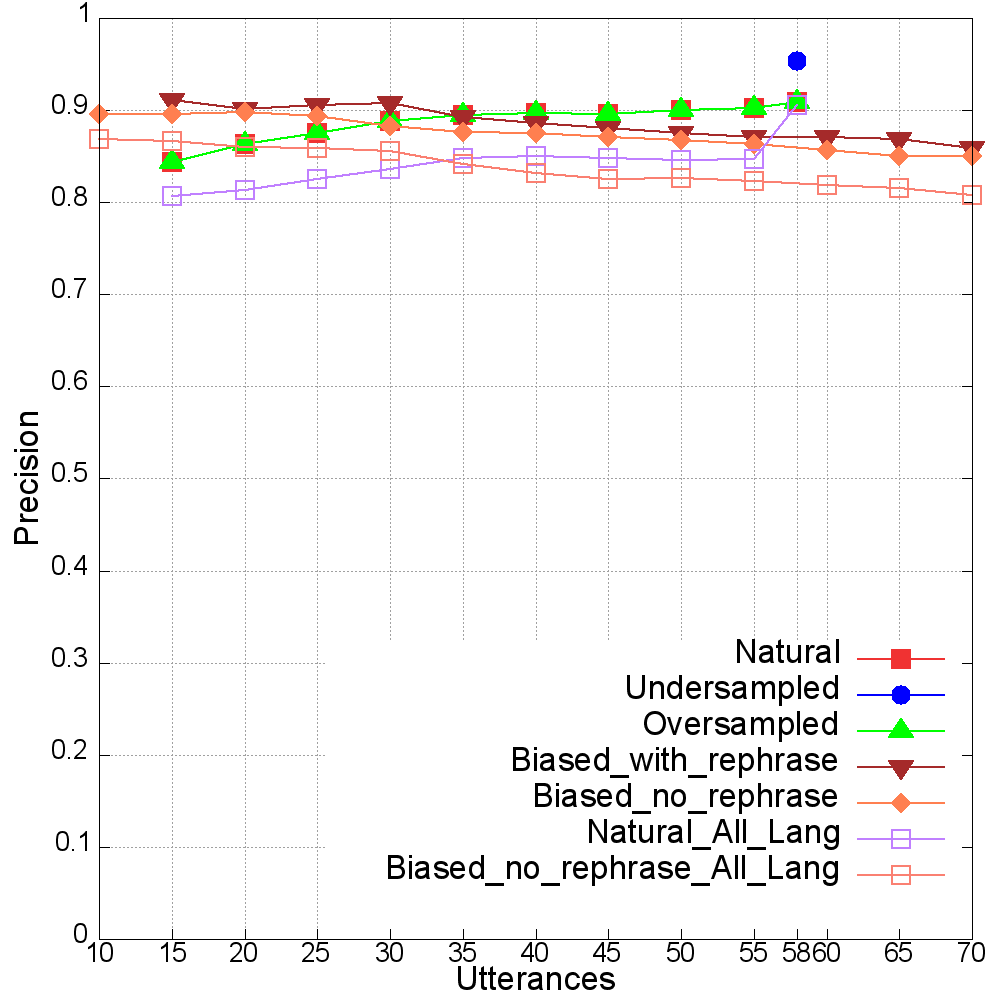 1
0.9
0.8
0.7
0.6
0.5
0.4
0.3
0.2
0.1
0
Precision
Natural
Undersampled
Oversampled
Biased_with_rephrase
Biased_no_rephrase
Natural_All_Lang
Biased_no_rephrase_All_Lang
10 15 20 25 30 35 40 45 50 55 58 60 65 70
Utterances